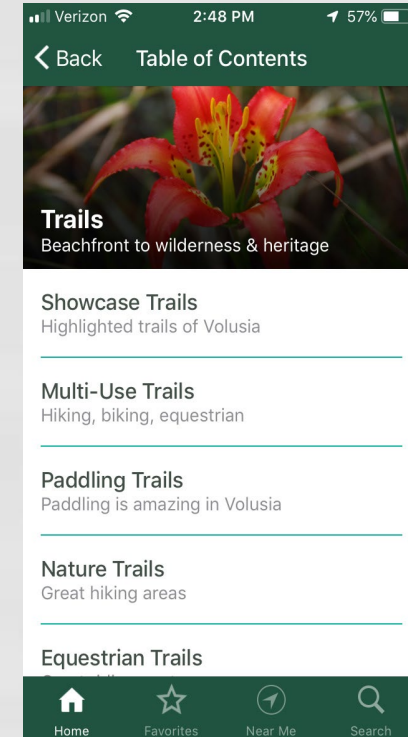 Verizon 2:48 PM 57%
Back Table of Contents
Trails
Beachfront to wilderness & heritage
Showcase Trails
Highlighted trails of Volusia
Multi-Use Trails
Hiking, biking, equestrian
Paddling Trails
Paddling is amazing in Volusia
Nature Trails
Great hiking areas
Equestrian Trails
Home Favorites Near Me Search